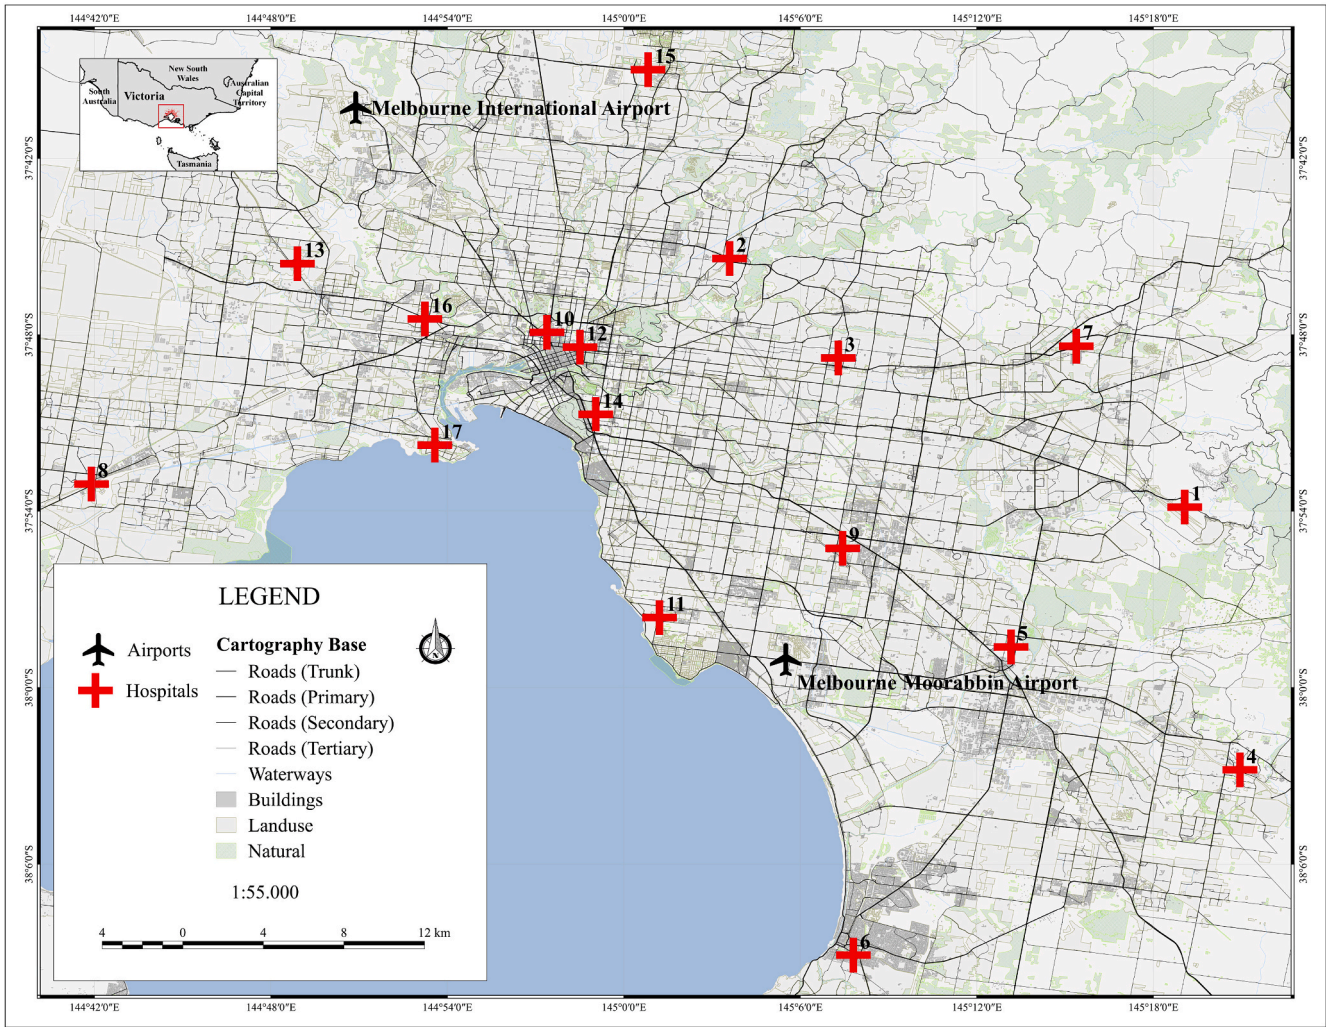 144°42'0"E 144°48'0"E 144°54'0"E 145°0'0"E 145°6'0"E 145°12'0"E 145°18'0"E
15
New South
Wales
South
Australia
Victoria
Australian
Capital
Territory
Tasmania
Melbourne International Airport
37°42'0"S 37°42'0"S
2
13
16
10
12
3
7
37°48'0"S 37°48'0"S
14
17
8
1
37°54'0"S 37°54'0"S
9
11
5
Melbourne Moorabbin Airport
38°0'0"S 38°0'0"S
4
38°6'0"S 38°6'0"S
6
LEGEND
Airports
Hospitals
N
Cartography Base
Roads (Trunk)
Roads (Primary)
Roads (Secondary)
Roads (Tertiary)
Waterways
Buildings
Landuse
Natural
1:55.000
4 0 4 8 12 km
144°42'0"E 144°48'0"E 144°54'0"E 145°0'0"E 145°6'0"E 145°12'0"E 145°18'0"E